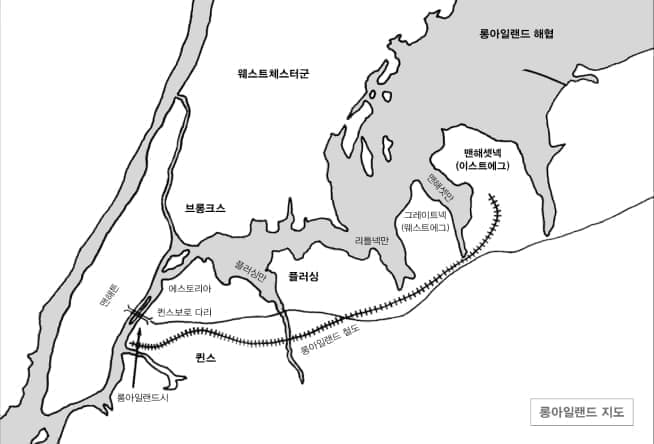 롱아일랜드 해협
웨스트체스터군
맨해셋넥
(이스트에그)
맨해셋만
브롱크스
그레이트넥
(웨스트에그)
리틀넥만
플러싱만
플러싱
맨해튼
에스토리아
퀸스보로 다리
롱아일랜드 철도
퀸스
롱아일랜드시
롱아일랜드 지도